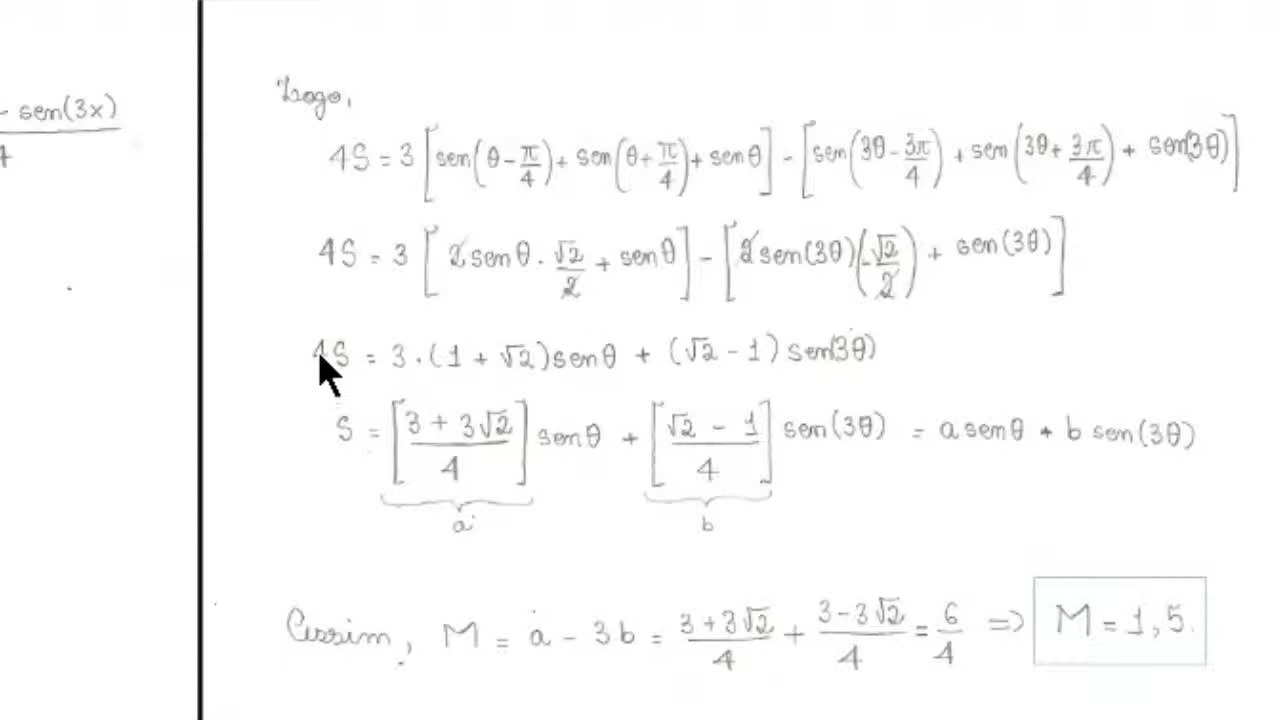 - sen(3x)
4
Logo,
4S = 3 [sen(θ - π/4) + sen(θ + π/4) + sen θ] - [sen(3θ - 3π/4) + sen(3θ + 3π/4) + sen(3θ)]
4S = 3 [2 sen θ . √2/2 + sen θ] - [2 sen(3θ) (-√2/2) + sen(3θ)]
4S = 3 . (1 + √2) sen θ + (√2 - 1) sen(3θ)
S = [(3 + 3√2)/4] sen θ + [(√2 - 1)/4] sen(3θ) = a sen θ + b sen(3θ)
a b
Assim, M = a - 3b = (3 + 3√2)/4 + (3 - 3√2)/4 = 6/4 ⇒ M = 1,5.